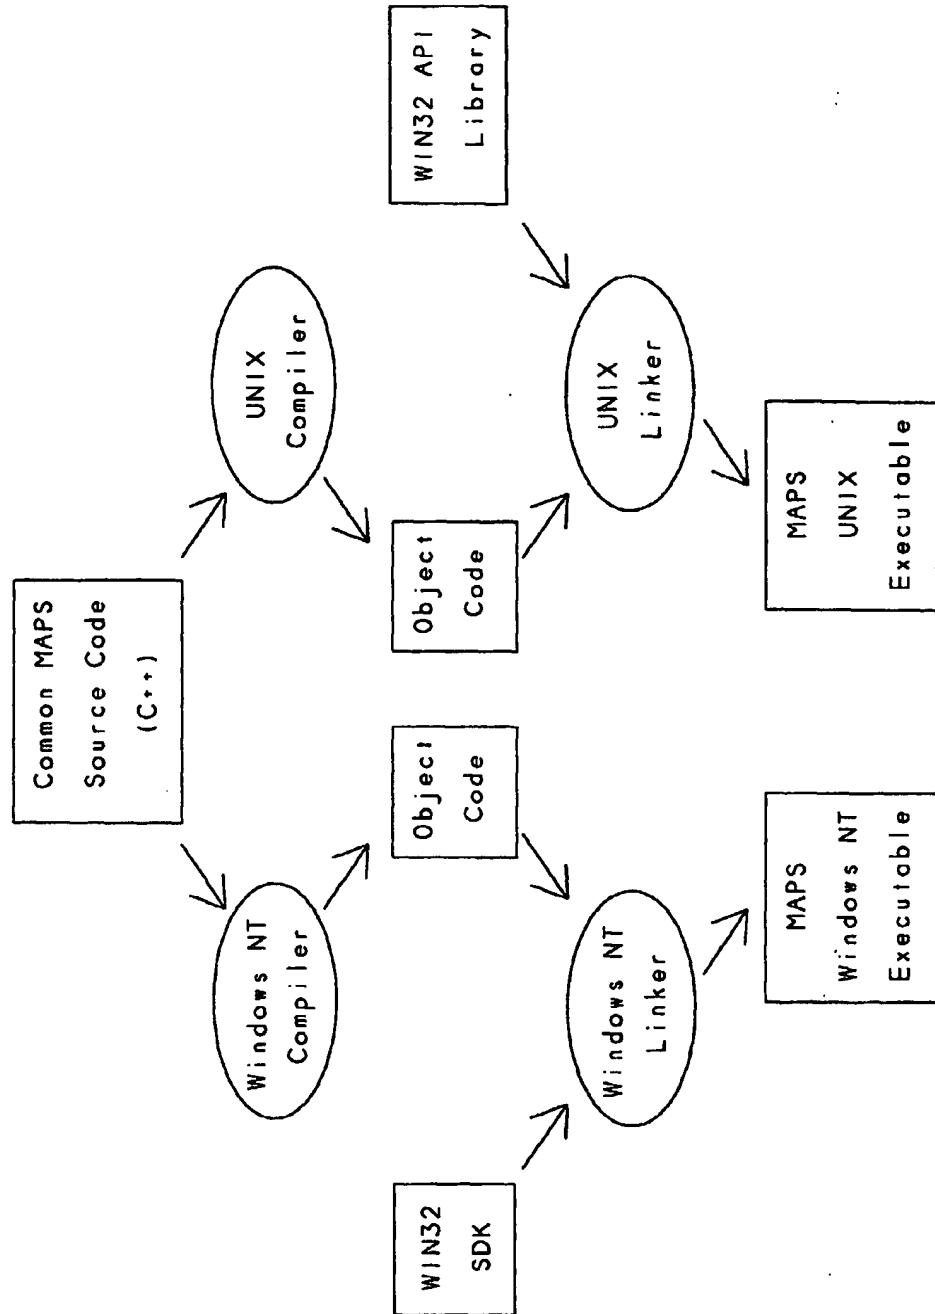 Common MAPS
Source Code
(C++)
Windows NT
Compiler
UNIX
Compiler
WIN32
SDK
Object
Code
Object
Code
WIN32 API
Library
Windows NT
Linker
UNIX
Linker
MAPS
Windows NT
Executable
MAPS
UNIX
Executable